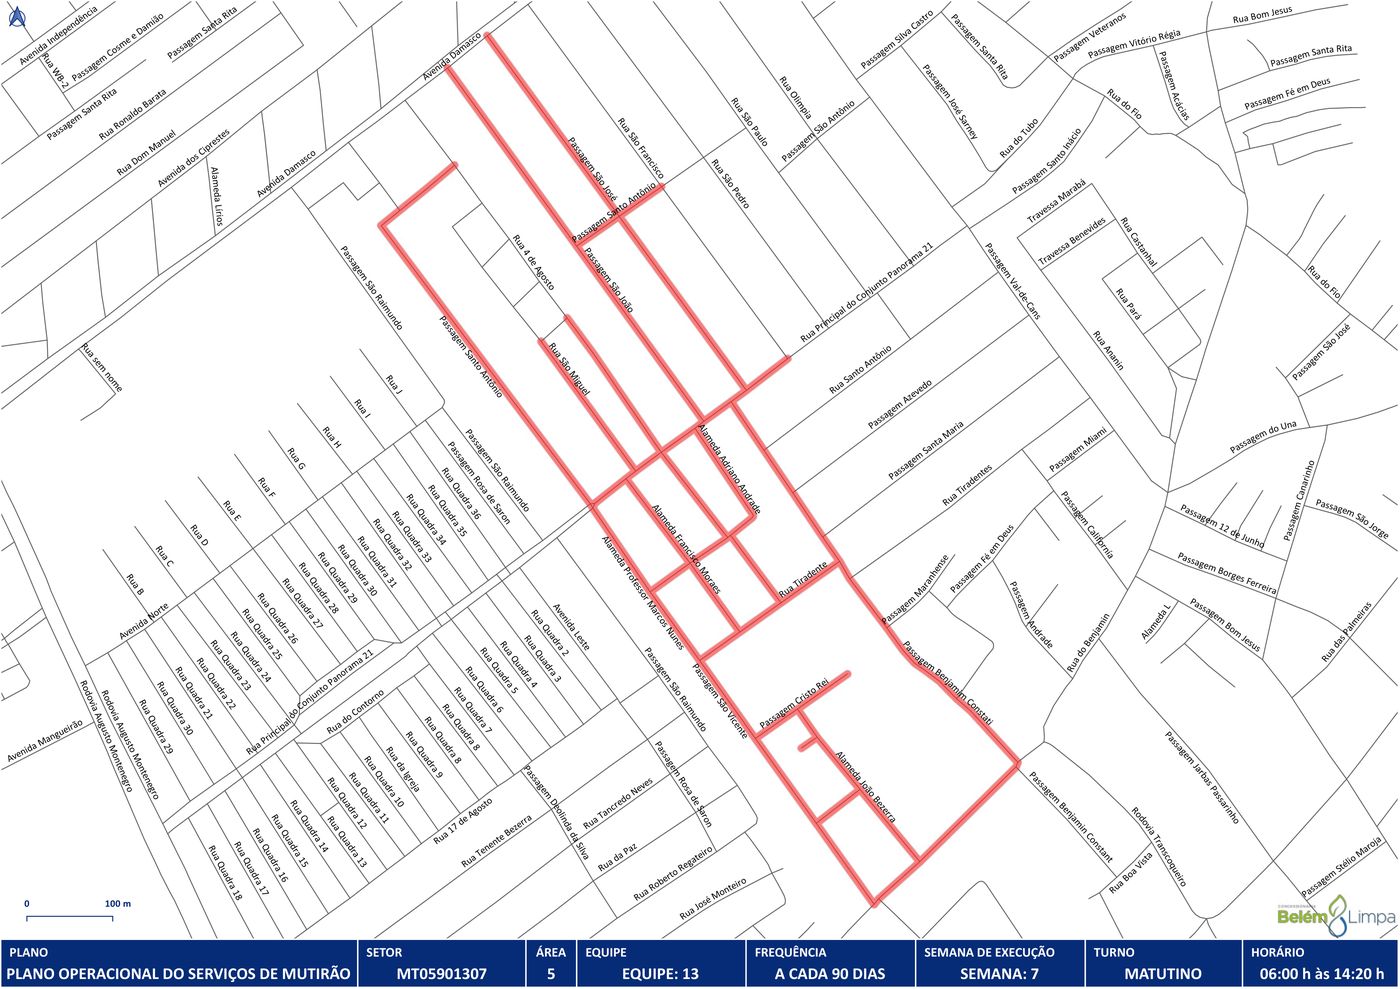 Avenida Independência
Passagem Cosme e Damião
Passagem Santa Rita
Rua WB-2
Passagem Santa Rita
Rua Ronaldo Barata
Rua Dom Manuel
Avenida dos Ciprestes
Alameda Lírios
Avenida Damasco
Avenida Damasco
Rua São Francisco
Rua São Paulo
Rua Olímpia
Passagem São Antônio
Passagem Silva Castro
Passagem Santa Rita
Passagem José Sarney
Passagem Veteranos
Passagem Vitório Régia
Rua Bom Jesus
Passagem Santa Rita
Passagem Acácias
Passagem Fé em Deus
Rua do Fio
Rua do Tubo
Passagem Santo Inácio
Travessa Marabá
Travessa Benevides
Rua Castanhal
Rua Pará
Rua Ananin
Rua do Fio
Passagem São José
Passagem São José
Passagem Santo Antônio
Rua São Pedro
Passagem São João
Rua 4 de Agosto
Passagem São Raimundo
Passagem Santo Antônio
Rua São Miguel
Rua Principal do Conjunto Panorama 21
Passagem Val-de-Cans
Rua Santo Antônio
Passagem Azevedo
Passagem Santa Maria
Rua Tiradentes
Passagem Miami
Passagem California
Passagem do Una
Passagem Canarinho
Passagem São Jorge
Passagem 12 de Junho
Passagem Borges Ferreira
Passagem Bom Jesus
Alameda L
Rua das Palmeiras
Rua sem nome
Rua J
Rua I
Rua H
Rua G
Rua F
Rua E
Rua D
Rua C
Rua B
Passagem São Raimundo
Passagem Rosa de Saron
Rua Quadra 36
Rua Quadra 35
Rua Quadra 34
Rua Quadra 33
Rua Quadra 32
Rua Quadra 31
Rua Quadra 30
Rua Quadra 29
Rua Quadra 28
Rua Quadra 27
Rua Quadra 26
Rua Quadra 25
Rua Quadra 24
Rua Quadra 23
Rua Quadra 22
Rua Quadra 21
Rua Quadra 30
Rua Quadra 29
Avenida Norte
Alameda Adriano Andrade
Alameda Francisco Moraes
Alameda Professor Marcos Nunes
Rua Tiradente
Passagem Maranhense
Passagem Fé em Deus
Passagem Andrade
Rua do Benjamin
Passagem Benjamim Constati
Passagem São Vicente
Passagem Cristo Rei
Alameda João Bezerra
Avenida Leste
Rua Quadra 2
Rua Quadra 3
Rua Quadra 4
Rua Quadra 5
Rua Quadra 6
Rua Quadra 7
Rua Quadra 8
Rua Quadra 8
Rua Quadra 9
Rua da Igreja
Rua Quadra 10
Rua Quadra 11
Rua Quadra 12
Rua Quadra 13
Rua Quadra 14
Rua Quadra 15
Rua Quadra 16
Rua Quadra 17
Rua Quadra 18
Rua Principal do Conjunto Panorama 21
Rua do Contorno
Avenida Mangueirão
Rodovia Augusto Montenegro
Rodovia Augusto Montenegro
Passagem São Raimundo
Passagem Rosa de Saron
Rua Tancredo Neves
Passagem Deolinda da Silva
Rua 17 de Agosto
Rua Tenente Bezerra
Rua da Paz
Rua Roberto Regateiro
Rua José Monteiro
Passagem Jarbas Passarinho
Passagem Benjamin Constant
Rodovia Transcoqueiro
Rua Boa Vista
Passagem Stélio Maroja
0 100 m
CONCESSIONÁRIA
Belém Limpa
PLANO
PLANO OPERACIONAL DO SERVIÇOS DE MUTIRÃO
SETOR
MT05901307
ÁREA
5
EQUIPE
EQUIPE: 13
FREQUÊNCIA
A CADA 90 DIAS
SEMANA DE EXECUÇÃO
SEMANA: 7
TURNO
MATUTINO
HORÁRIO
06:00 h às 14:20 h